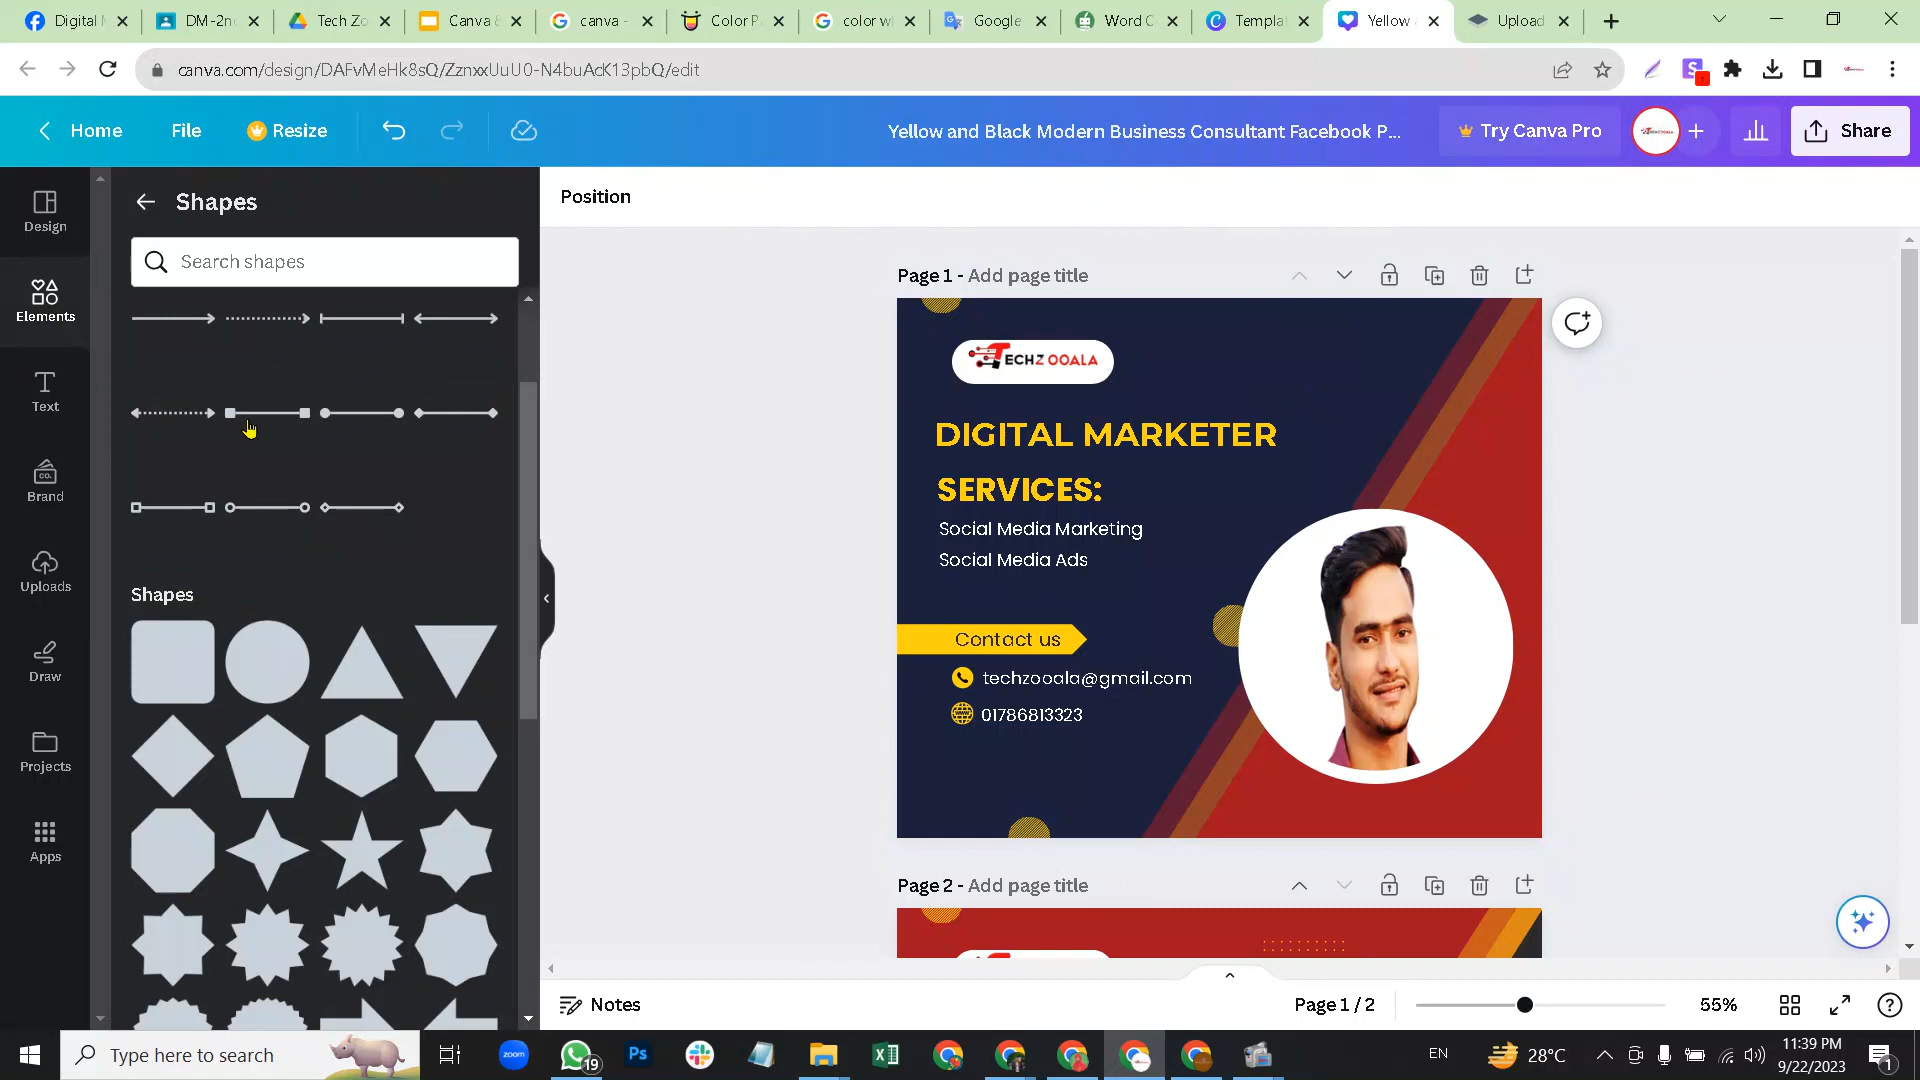 Digital M
DM-2n
Tech Zo
Canva &
canva -
Color P
color w
Google
Word C
Templa
Yellow
Upload
canva.com/design/DAFvMeHk8sQ/ZznxxUuU0-N4buAcK13pbQ/edit
Home
File
Resize
Yellow and Black Modern Business Consultant Facebook P...
Try Canva Pro
Share
Design
Elements
Text
Brand
Uploads
Draw
Projects
Apps
Shapes
Search shapes
Shapes
Position
Page 1 - Add page title
TECHZ OOALA
DIGITAL MARKETER
SERVICES:
Social Media Marketing
Social Media Ads
Contact us
techzooala@gmail.com
01786813323
Page 2 - Add page title
Notes
Page 1 / 2
55%
Type here to search
zoom
19
Ps
EN
28°C
11:39 PM
9/22/2023
1